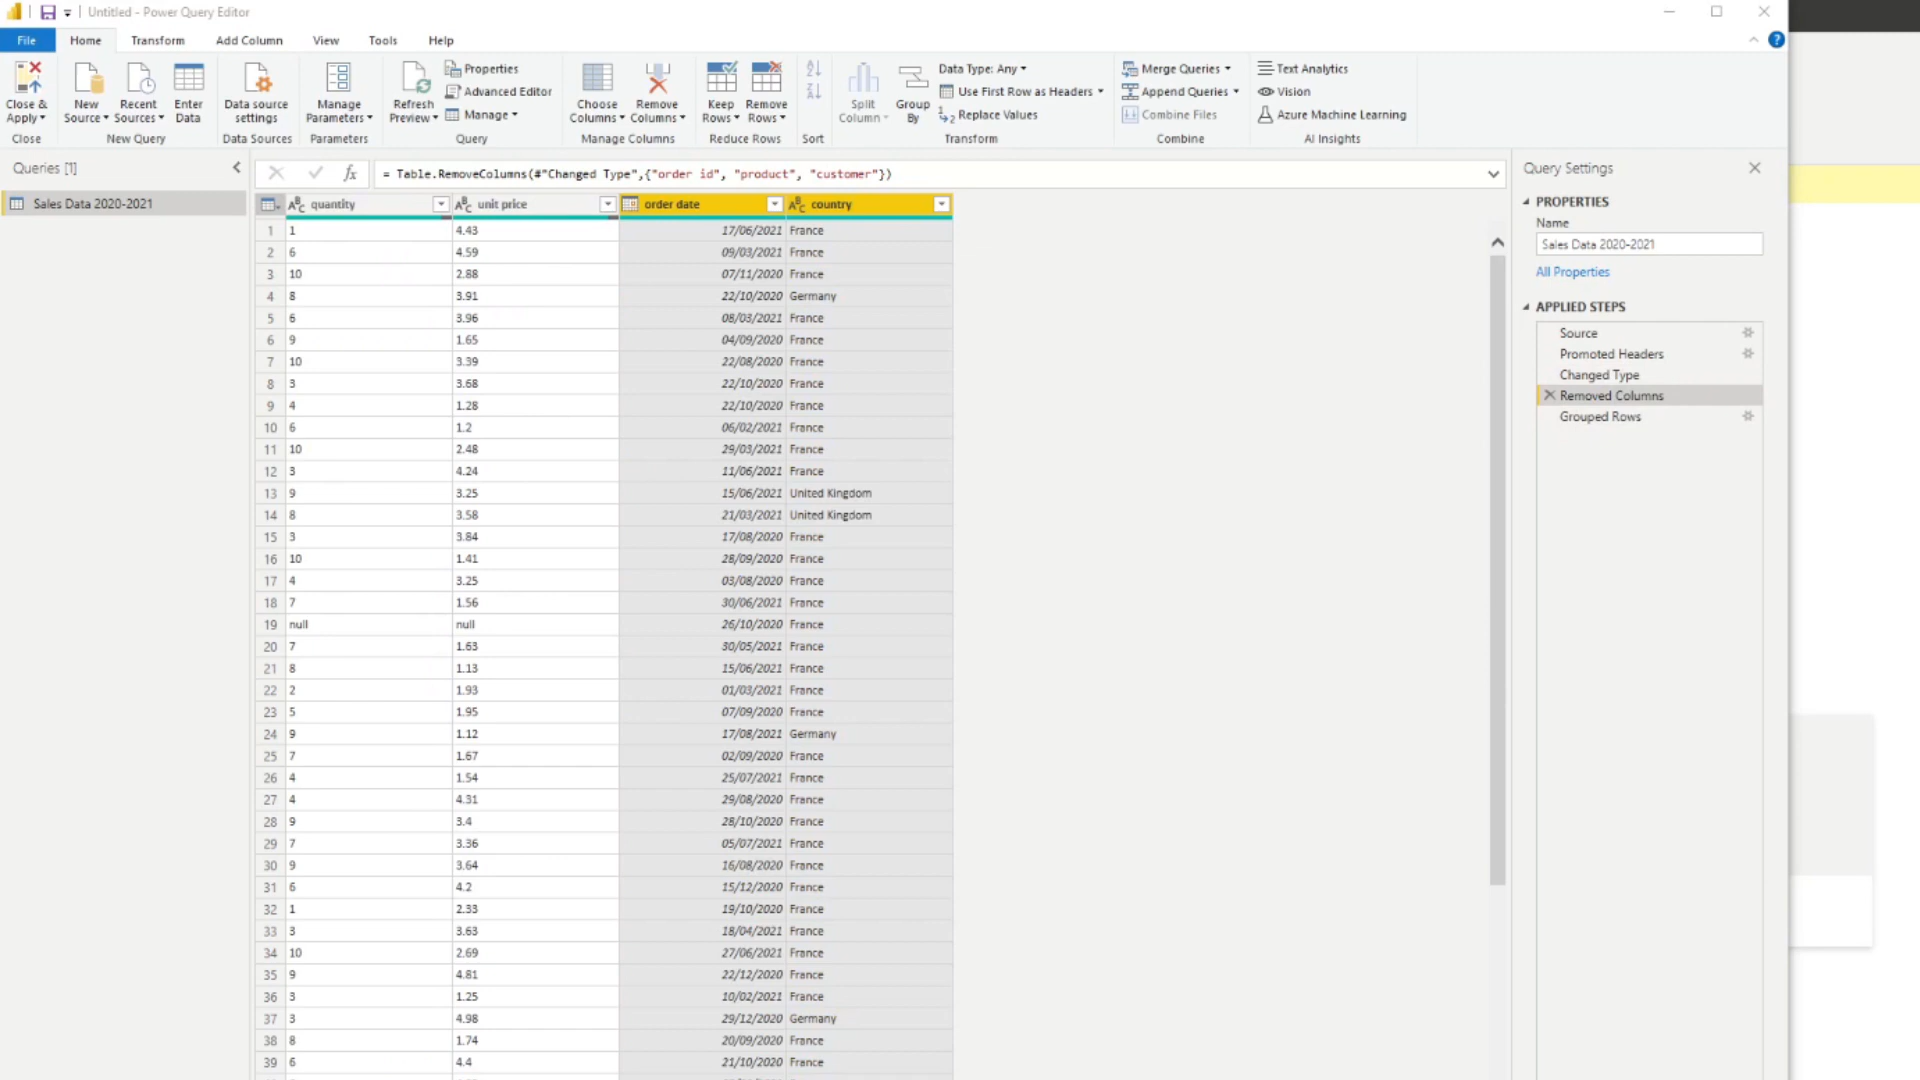 Untitled - Power Query Editor
File Home Transform Add Column View Tools Help
Close & Apply
New Source
Recent Sources
Enter Data
Data source settings
Manage Parameters
Refresh Preview
Properties
Advanced Editor
Manage
Choose Columns
Remove Columns
Keep Rows
Remove Rows
Split Column
Group By
Data Type: Any
Use First Row as Headers
Replace Values
Merge Queries
Append Queries
Combine Files
Text Analytics
Vision
Azure Machine Learning
Close New Query Data Sources Parameters Query Manage Columns Reduce Rows Sort Transform Combine AI Insights
Queries [1]
Sales Data 2020-2021
= Table.RemoveColumns(#"Changed Type",{"order id", "product", "customer"})
quantity unit price order date country
1 1 4.43 17/06/2021 France
2 6 4.59 09/03/2021 France
3 10 2.88 07/11/2020 France
4 8 3.91 22/10/2020 Germany
5 6 3.96 08/03/2021 France
6 9 1.65 04/09/2020 France
7 10 3.39 22/08/2020 France
8 3 3.68 22/10/2020 France
9 4 1.28 22/10/2020 France
10 6 1.2 06/02/2021 France
11 10 2.48 29/03/2021 France
12 3 4.24 11/06/2021 France
13 9 3.25 15/06/2021 United Kingdom
14 8 3.58 21/03/2021 United Kingdom
15 3 3.84 17/08/2020 France
16 10 1.41 28/09/2020 France
17 4 3.25 03/08/2020 France
18 7 1.56 30/06/2021 France
19 null null 26/10/2020 France
20 7 1.63 30/05/2021 France
21 8 1.13 15/06/2021 France
22 2 1.93 01/03/2021 France
23 5 1.95 07/09/2020 France
24 9 1.12 17/08/2021 Germany
25 7 1.67 02/09/2020 France
26 4 1.54 25/07/2021 France
27 4 4.31 29/08/2020 France
28 9 3.4 28/10/2020 France
29 7 3.36 05/07/2021 France
30 9 3.64 16/08/2020 France
31 6 4.2 15/12/2020 France
32 1 2.33 19/10/2020 France
33 3 3.63 18/04/2021 France
34 10 2.69 27/06/2021 France
35 9 4.81 22/12/2020 France
36 3 1.25 10/02/2021 France
37 3 4.98 29/12/2020 Germany
38 8 1.74 20/09/2020 France
39 6 4.4 21/10/2020 France
Query Settings
PROPERTIES
Name
Sales Data 2020-2021
All Properties
APPLIED STEPS
Source
Promoted Headers
Changed Type
Removed Columns
Grouped Rows